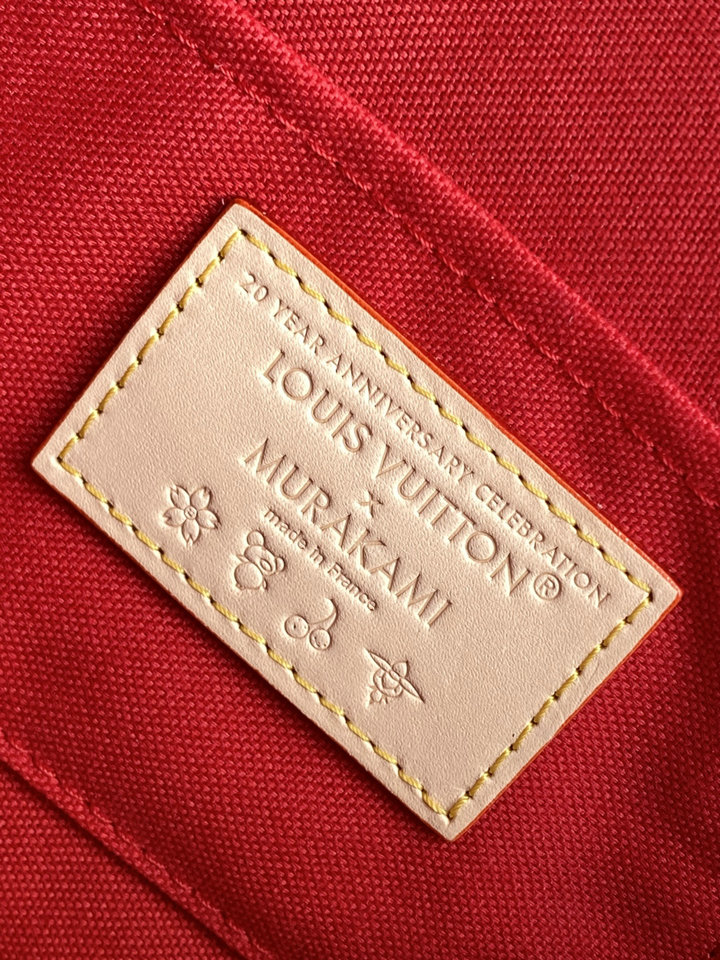 20 YEAR ANNIVERSARY CELEBRATION
LOUIS VUITTON®
x
MURAKAMI
made in France